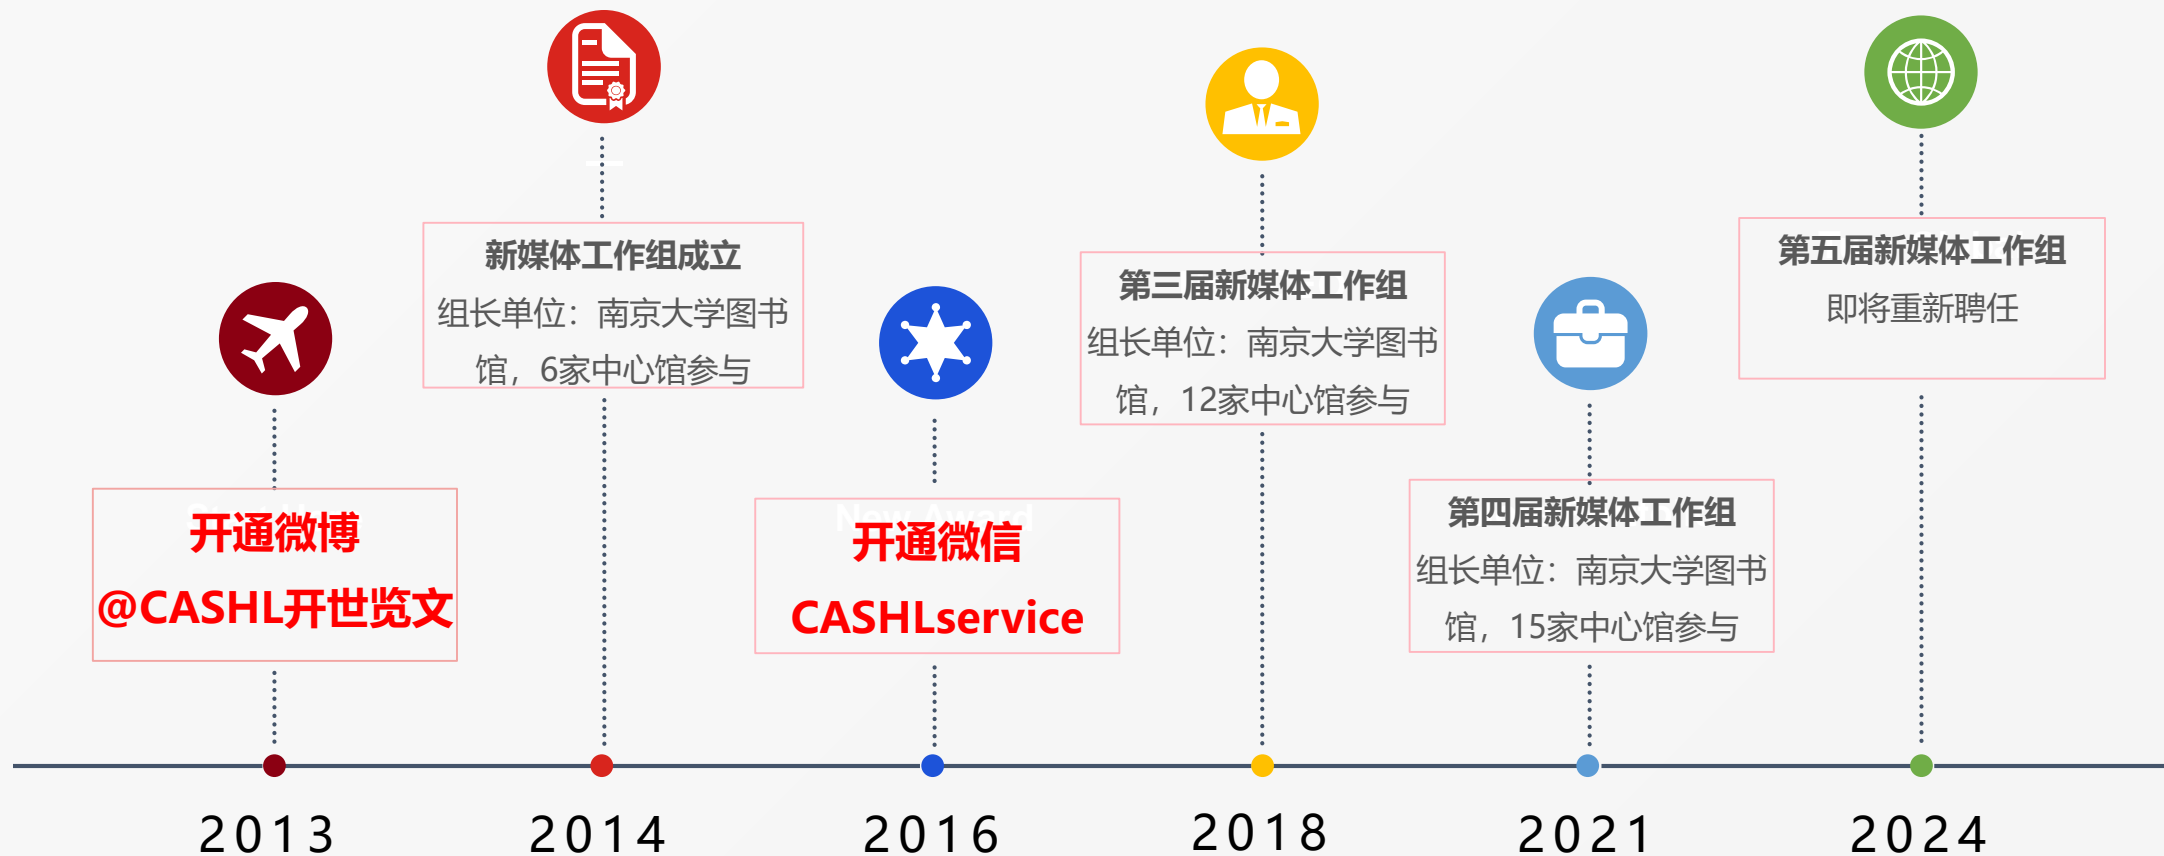 开通微博
@CASHL开世览文
2013
新媒体工作组成立
组长单位：南京大学图书
馆，6家中心馆参与
2014
New Award
开通微信
CASHLservice
2016
第三届新媒体工作组
组长单位：南京大学图书
馆，12家中心馆参与
2018
第四届新媒体工作组
组长单位：南京大学图书
馆，15家中心馆参与
2021
第五届新媒体工作组
即将重新聘任
2024